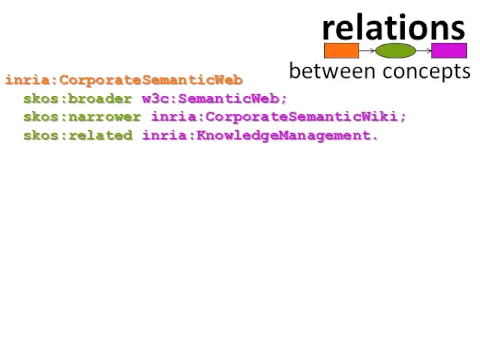 relations
between concepts
inria:CorporateSemanticWeb
skos:broader w3c:SemanticWeb;
skos:narrower inria:CorporateSemanticWiki;
skos:related inria:KnowledgeManagement.